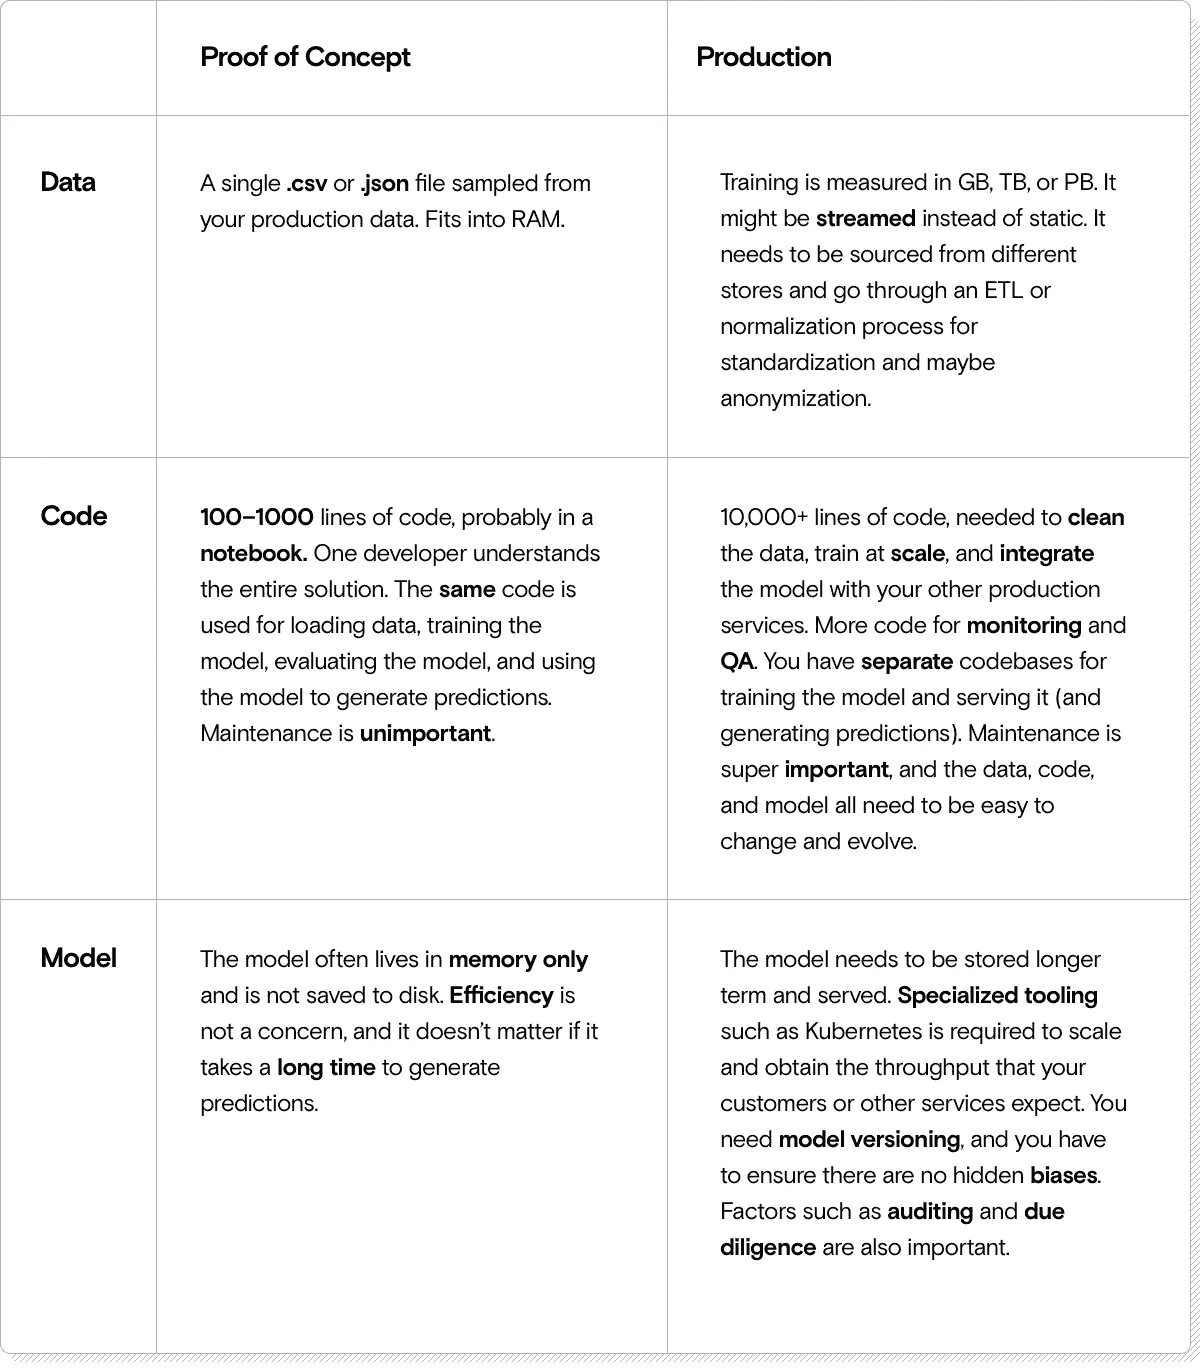 Proof of Concept
Production
Data
A single .csv or .json file sampled from
your production data. Fits into RAM.
Training is measured in GB, TB, or PB. It
might be streamed instead of static. It
needs to be sourced from different
stores and go through an ETL or
normalization process for
standardization and maybe
anonymization.
Code
100–1000 lines of code, probably in a
notebook. One developer understands
the entire solution. The same code is
used for loading data, training the
model, evaluating the model, and using
the model to generate predictions.
Maintenance is unimportant.
10,000+ lines of code, needed to clean
the data, train at scale, and integrate
the model with your other production
services. More code for monitoring and
QA. You have separate codebases for
training the model and serving it (and
generating predictions). Maintenance is
super important, and the data, code,
and model all need to be easy to
change and evolve.
Model
The model often lives in memory only
and is not saved to disk. Efficiency is
not a concern, and it doesn’t matter if it
takes a long time to generate
predictions.
The model needs to be stored longer
term and served. Specialized tooling
such as Kubernetes is required to scale
and obtain the throughput that your
customers or other services expect. You
need model versioning, and you have
to ensure there are no hidden biases.
Factors such as auditing and due
diligence are also important.